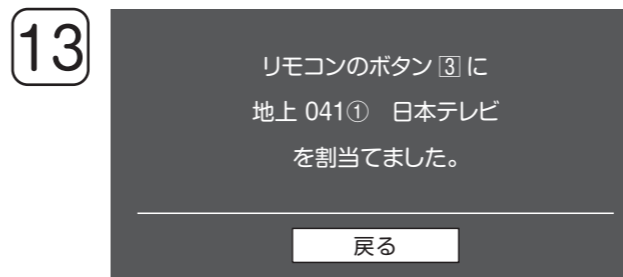 13
リモコンのボタン 3 に
地上 041① 日本テレビ
を割当てました。
戻る